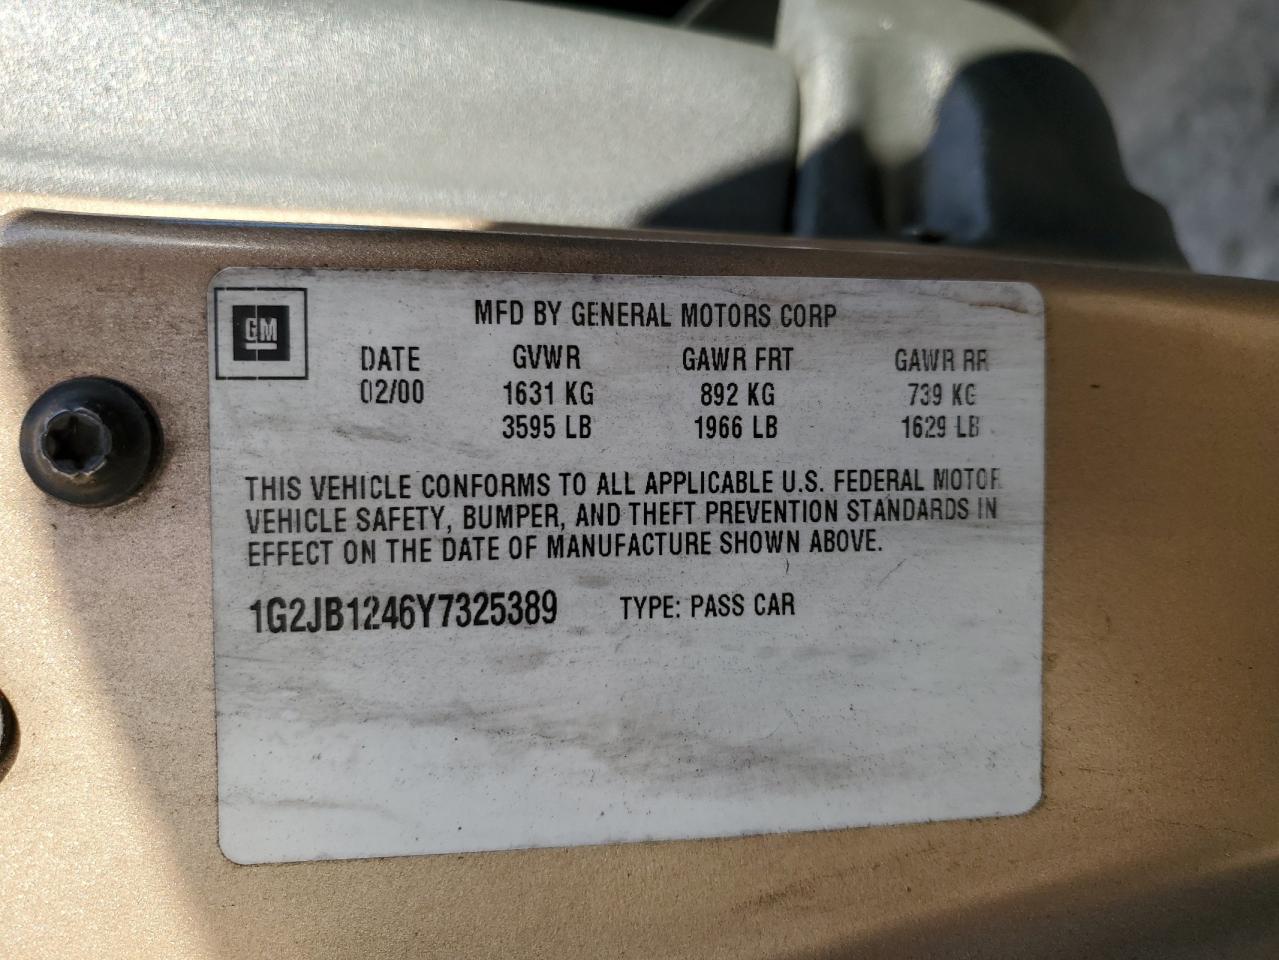 MFD BY GENERAL MOTORS CORP
GM
DATE GVWR GAWR FRT GAWR RR
02/00 1631 KG 892 KG 739 KG
3595 LB 1966 LB 1629 LB
THIS VEHICLE CONFORMS TO ALL APPLICABLE U.S. FEDERAL MOTOR
VEHICLE SAFETY, BUMPER, AND THEFT PREVENTION STANDARDS IN
EFFECT ON THE DATE OF MANUFACTURE SHOWN ABOVE.
1G2JB1246Y7325389 TYPE: PASS CAR